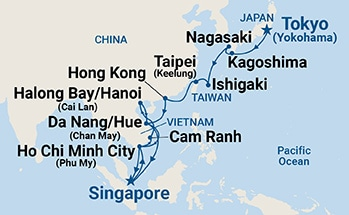 JAPAN
Tokyo
(Yokohama)
Nagasaki
CHINA
Kagoshima
Taipei
(Keelung)
Hong Kong
Ishigaki
Halong Bay/Hanoi
(Cai Lan)
TAIWAN
Da Nang/Hue
(Chan May)
VIETNAM
Cam Ranh
Ho Chi Minh City
(Phu My)
Pacific
Ocean
Singapore